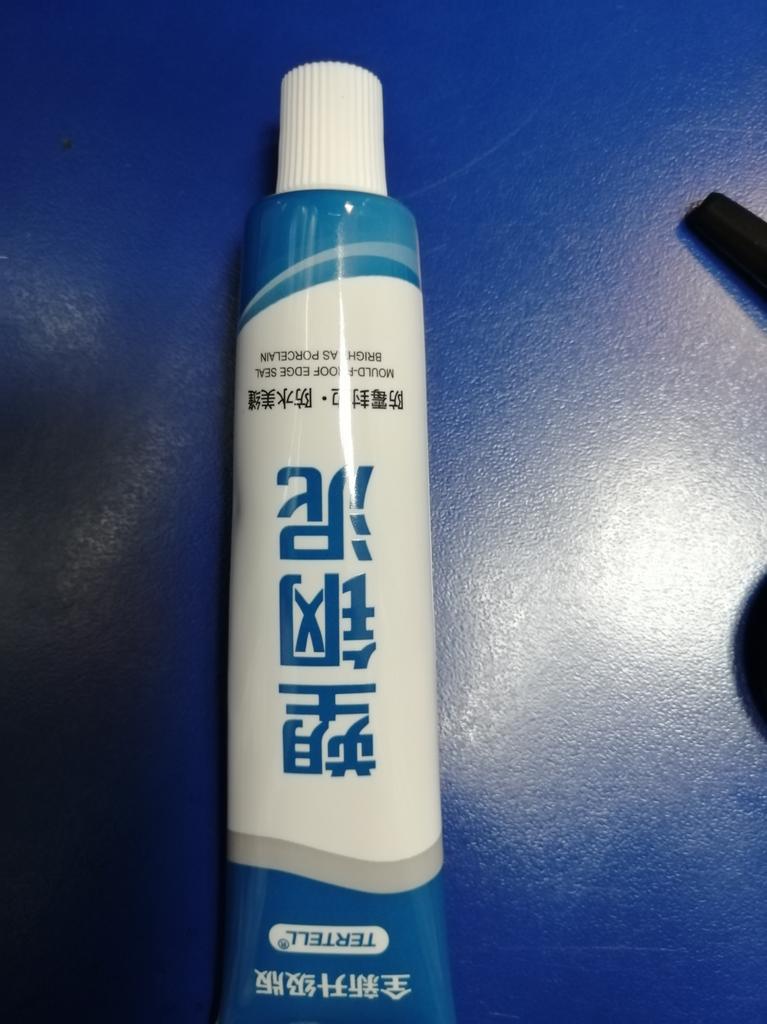 全新升级版
TERTELL®
塑钢泥
防霉封边·防水美缝
MOULD-PROOF EDGE SEAL
BRIGHT AS PORCELAIN